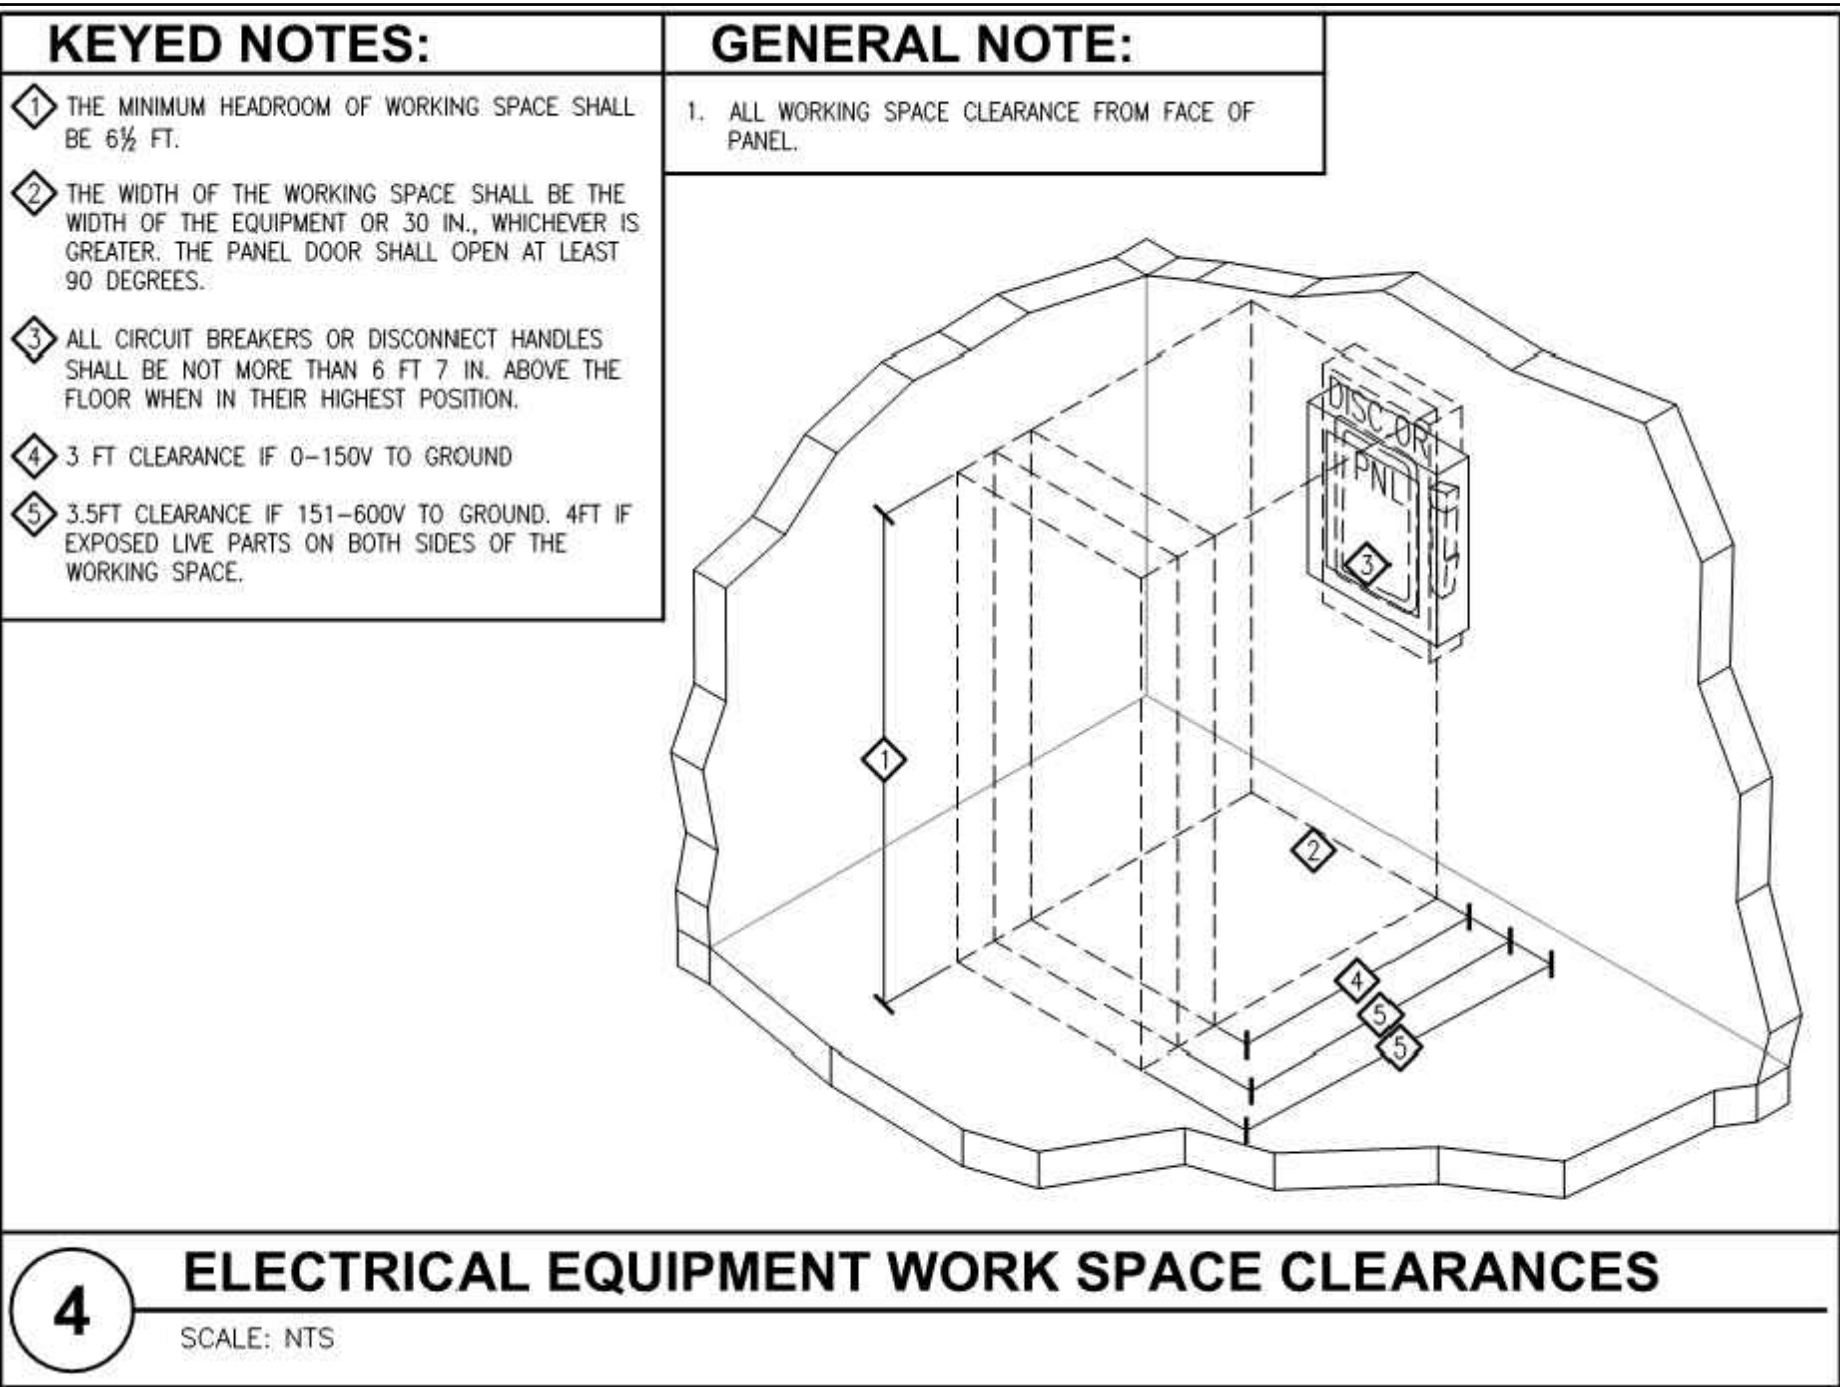 KEYED NOTES:
1 THE MINIMUM HEADROOM OF WORKING SPACE SHALL
BE 6½ FT.
2 THE WIDTH OF THE WORKING SPACE SHALL BE THE
WIDTH OF THE EQUIPMENT OR 30 IN., WHICHEVER IS
GREATER. THE PANEL DOOR SHALL OPEN AT LEAST
90 DEGREES.
3 ALL CIRCUIT BREAKERS OR DISCONNECT HANDLES
SHALL BE NOT MORE THAN 6 FT 7 IN. ABOVE THE
FLOOR WHEN IN THEIR HIGHEST POSITION.
4 3 FT CLEARANCE IF 0-150V TO GROUND
5 3.5FT CLEARANCE IF 151-600V TO GROUND. 4FT IF
EXPOSED LIVE PARTS ON BOTH SIDES OF THE
WORKING SPACE.
GENERAL NOTE:
1. ALL WORKING SPACE CLEARANCE FROM FACE OF
PANEL.
DISC OR
PNL
3
1
2
4
5
5
4
ELECTRICAL EQUIPMENT WORK SPACE CLEARANCES
SCALE: NTS